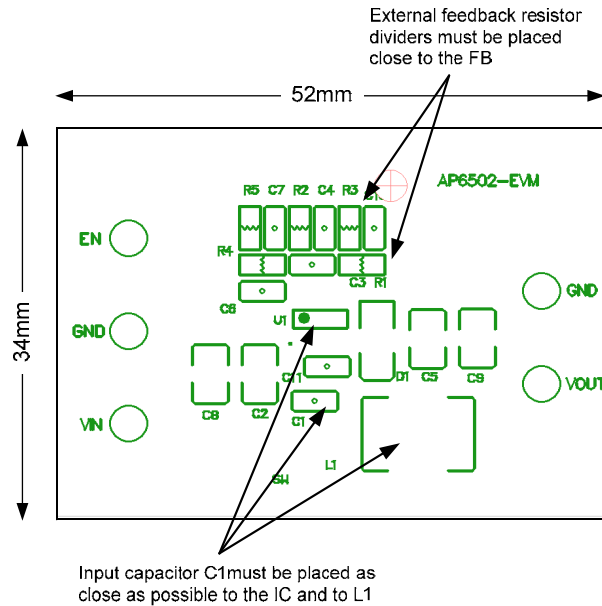 External feedback resistor
dividers must be placed
close to the FB
52mm
34mm
AP6502-EVM
R5 C7 R2 C4 R3
EN
R4
C3 R1
C6
GND
GND
U1
C11
D1 C5 C9
VOUT
C8 C2 C1
VIN
L1
SW
Input capacitor C1must be placed as
close as possible to the IC and to L1